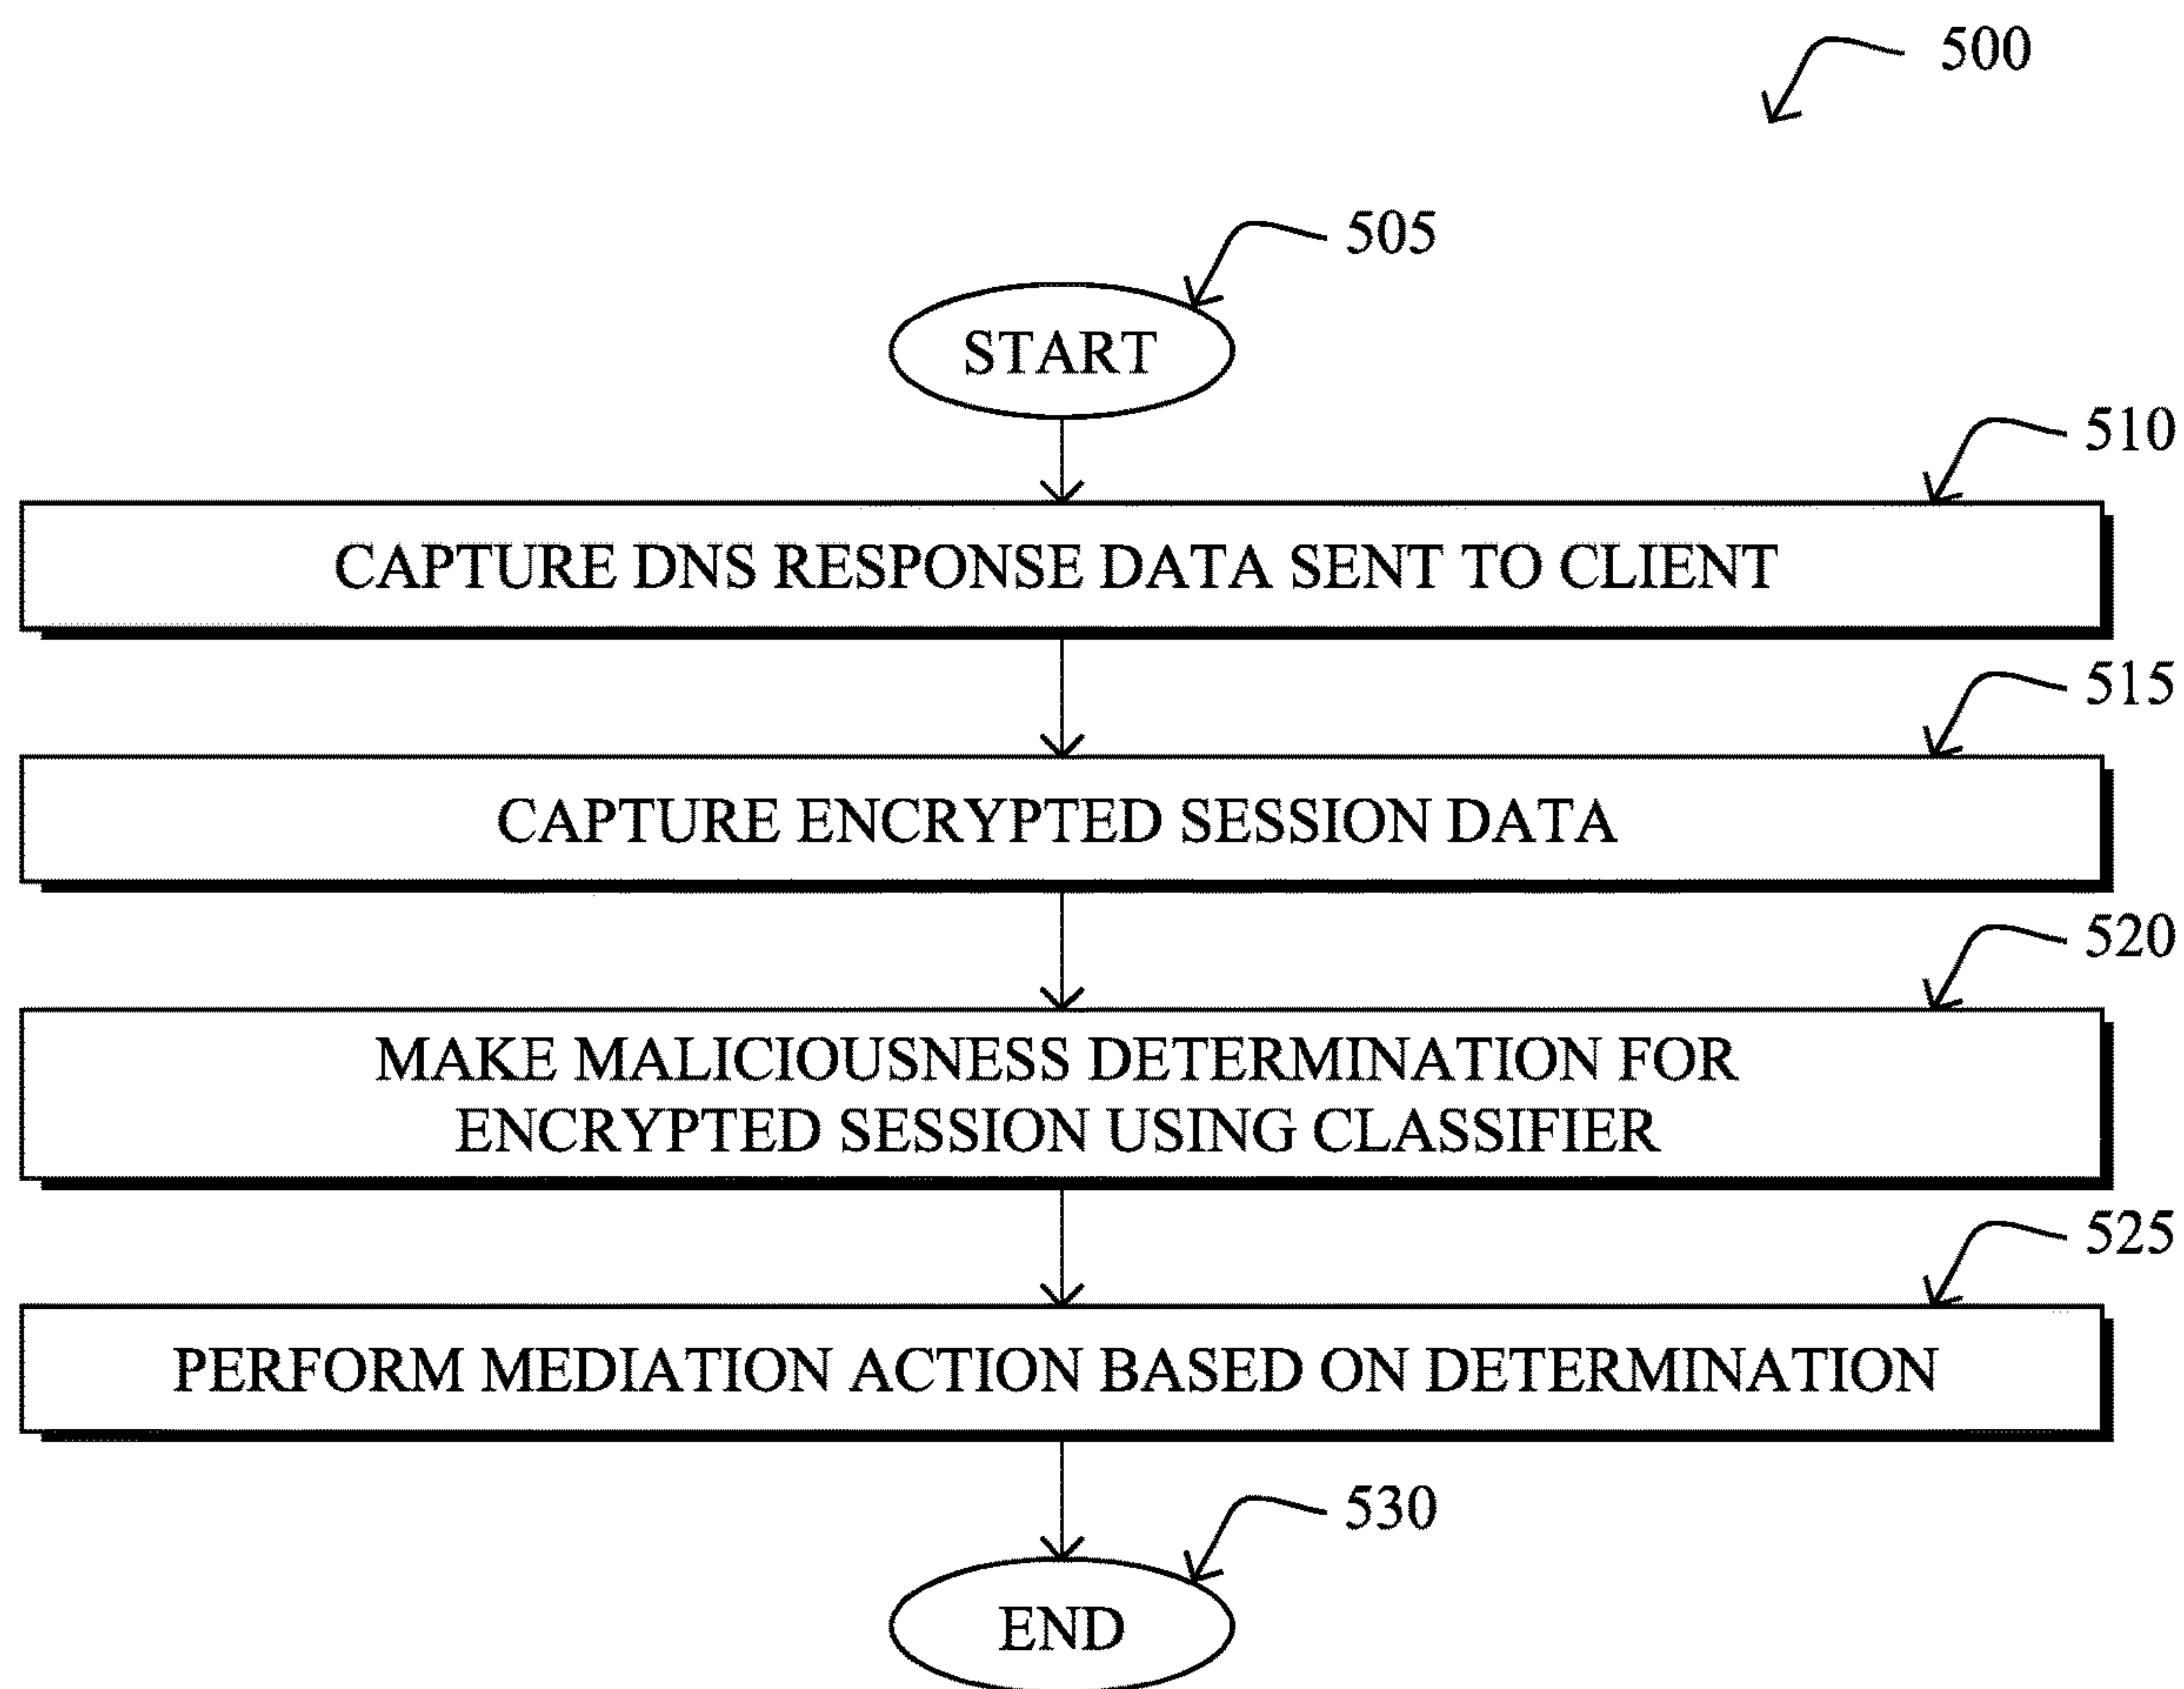 500
505
START
510
CAPTURE DNS RESPONSE DATA SENT TO CLIENT
515
CAPTURE ENCRYPTED SESSION DATA
520
MAKE MALICIOUSNESS DETERMINATION FOR
ENCRYPTED SESSION USING CLASSIFIER
525
PERFORM MEDIATION ACTION BASED ON DETERMINATION
530
END